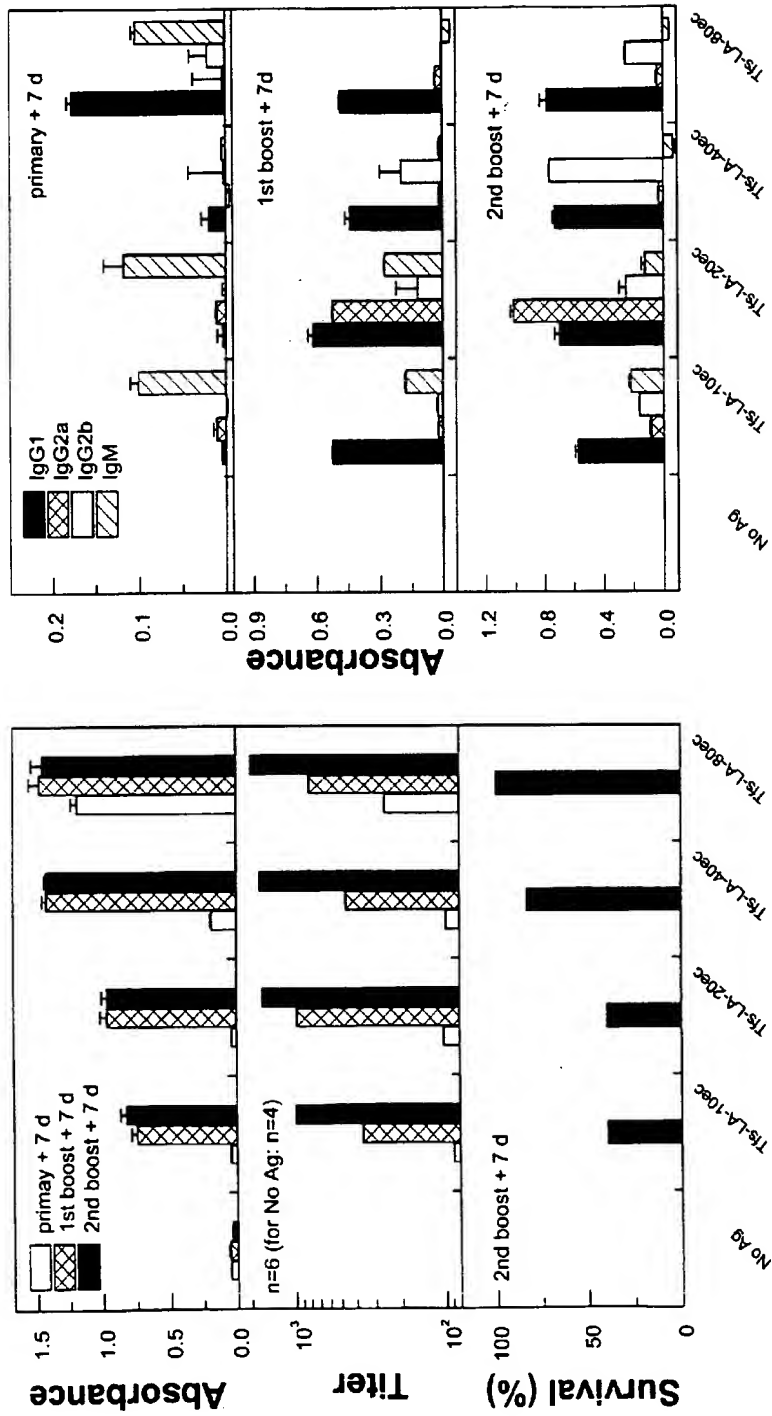 primay + 7 d
1st boost + 7 d
2nd boost + 7 d
Absorbance
1.5
1.0
0.5
0.0
n=6 (for No Ag: n=4)
Titer
10³
10²
2nd boost + 7 d
Survival (%)
100
50
0
No Ag
Tfs-LA-10ec
Tfs-LA-20ec
Tfs-LA-40ec
Tfs-LA-80ec
IgG1
IgG2a
IgG2b
IgM
primary + 7 d
0.2
0.1
0.0
Absorbance
1st boost + 7d
0.9
0.6
0.3
0.0
2nd boost + 7 d
1.2
0.8
0.4
0.0
No Ag
Tfs-LA-10ec
Tfs-LA-20ec
Tfs-LA-40ec
Tfs-LA-80ec